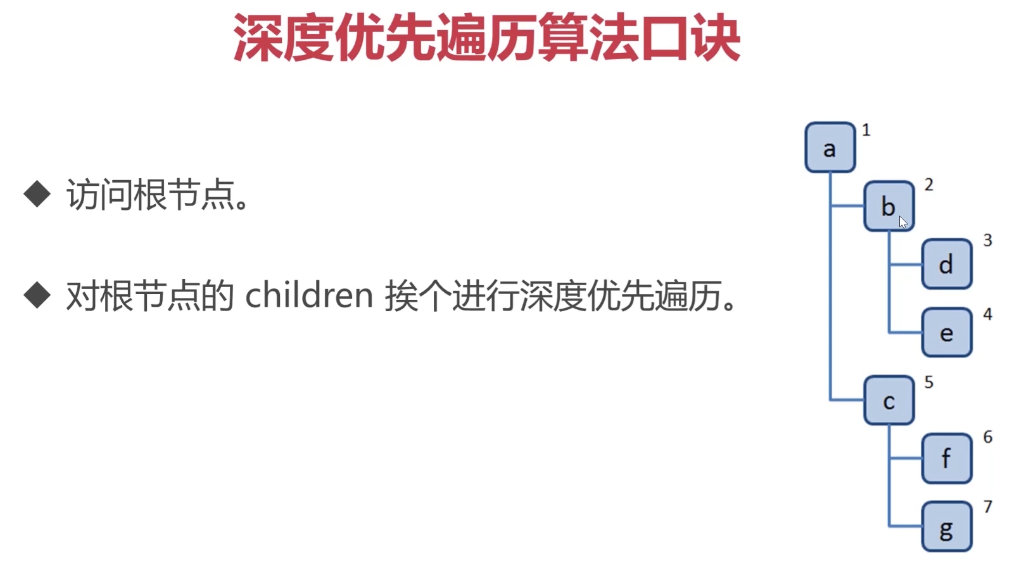 深度优先遍历算法口诀
◆ 访问根节点。
◆ 对根节点的 children 挨个进行深度优先遍历。
a 1
b 2
d 3
e 4
c 5
f 6
g 7